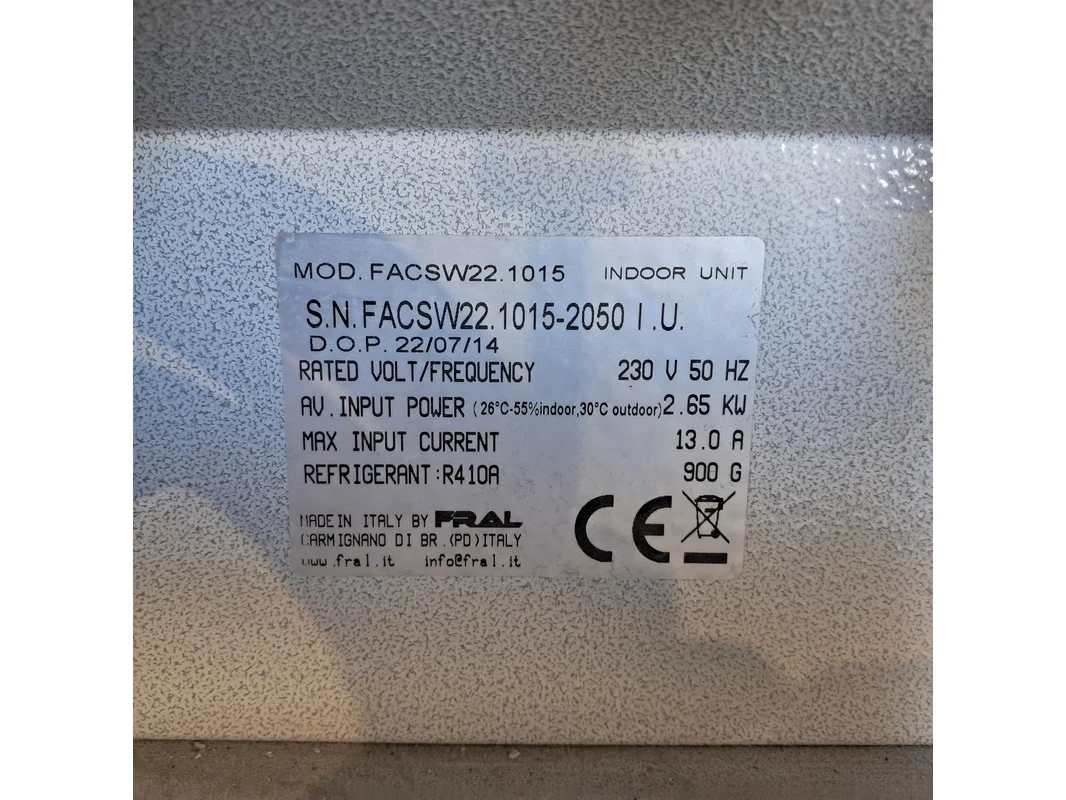 MOD. FACSW22.1015 INDOOR UNIT
S.N. FACSW22.1015-2050 I.U.
D.O.P. 22/07/14
RATED VOLT/FREQUENCY 230 V 50 HZ
AV. INPUT POWER (26°C-55%indoor,30°C outdoor) 2.65 KW
MAX INPUT CURRENT 13.0 A
REFRIGERANT:R410A 900 G
MADE IN ITALY BY FRAL
CARMIGNANO DI BR.(PD)ITALY
www.fral.it info@fral.it
CE